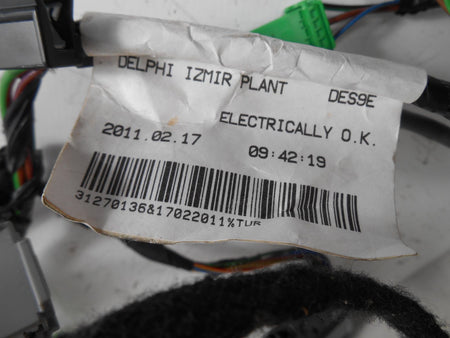 DELPHI IZMIR PLANT DES9E
ELECTRICALLY O.K.
2011.02.17 09:42:19
31270136&17022011%TUR